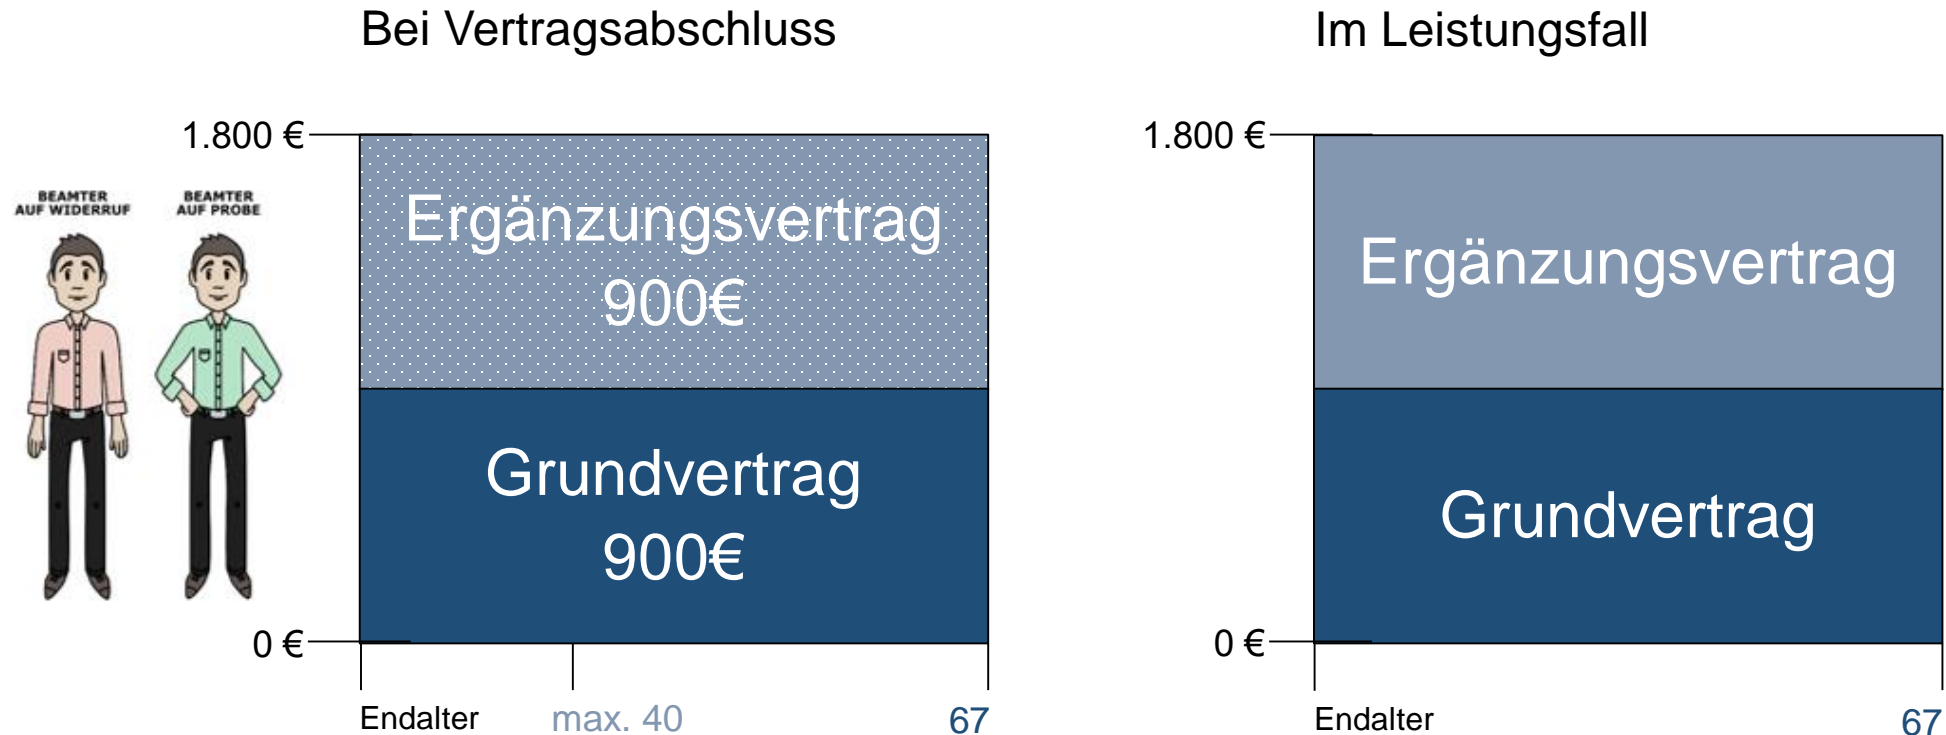 Bei Vertragsabschluss
1.800 €
BEAMTER
AUF WIDERRUF
BEAMTER
AUF PROBE
Ergänzungsvertrag
900€
Grundvertrag
900€
0 €
Endalter
max. 40
67
Im Leistungsfall
1.800 €
Ergänzungsvertrag
Grundvertrag
0 €
Endalter
67